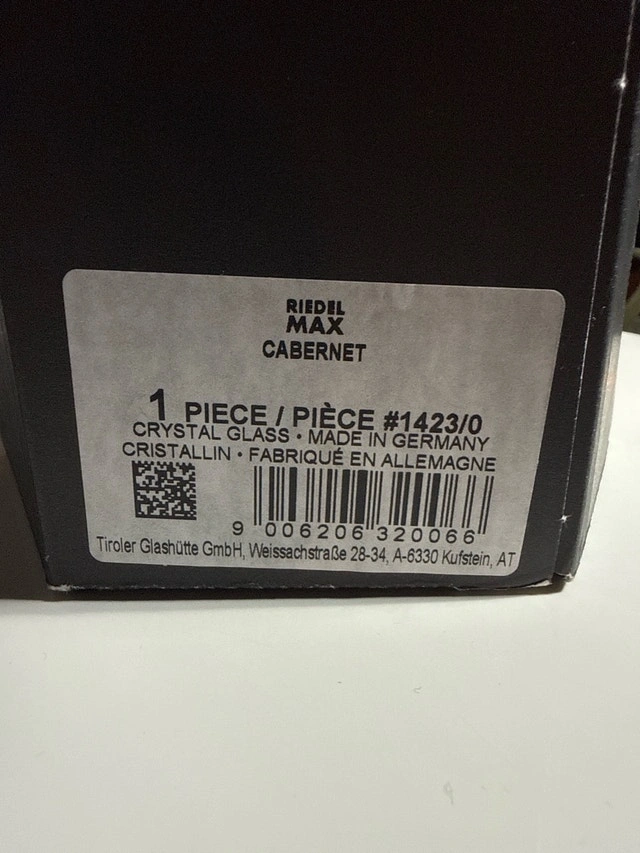 RIEDEL
MAX
CABERNET
1 PIECE / PIÈCE #1423/0
CRYSTAL GLASS • MADE IN GERMANY
CRISTALLIN • FABRIQUÉ EN ALLEMAGNE
9 006206 320066
Tiroler Glashütte GmbH, Weissachstraße 28-34, A-6330 Kufstein, AT